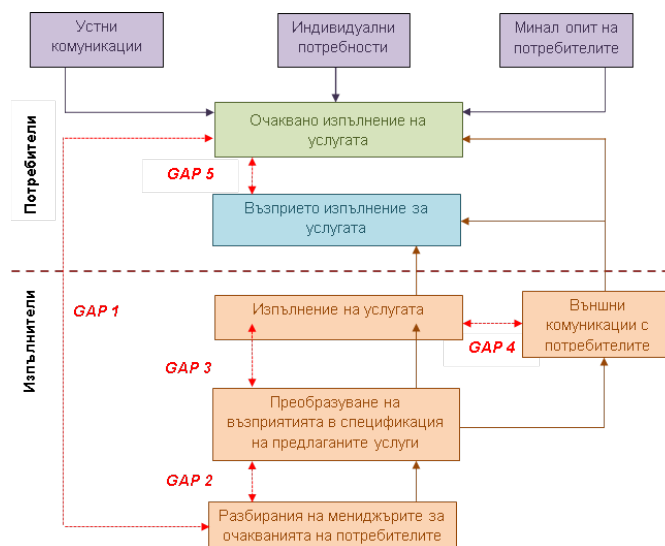 Устни
комуникации
Индивидуални
потребности
Минал опит на
потребителите
Очаквано изпълнение на
услугата
Потребители
GAP 5
Възприето изпълнение за
услугата
GAP 1
Изпълнители
Изпълнение на услугата
Външни
комуникации с
потребителите
GAP 4
GAP 3
Преобразуване на
възприятията в спецификация
на предлаганите услуги
GAP 2
Разбирания на мениджърите за
очакванията на потребителите